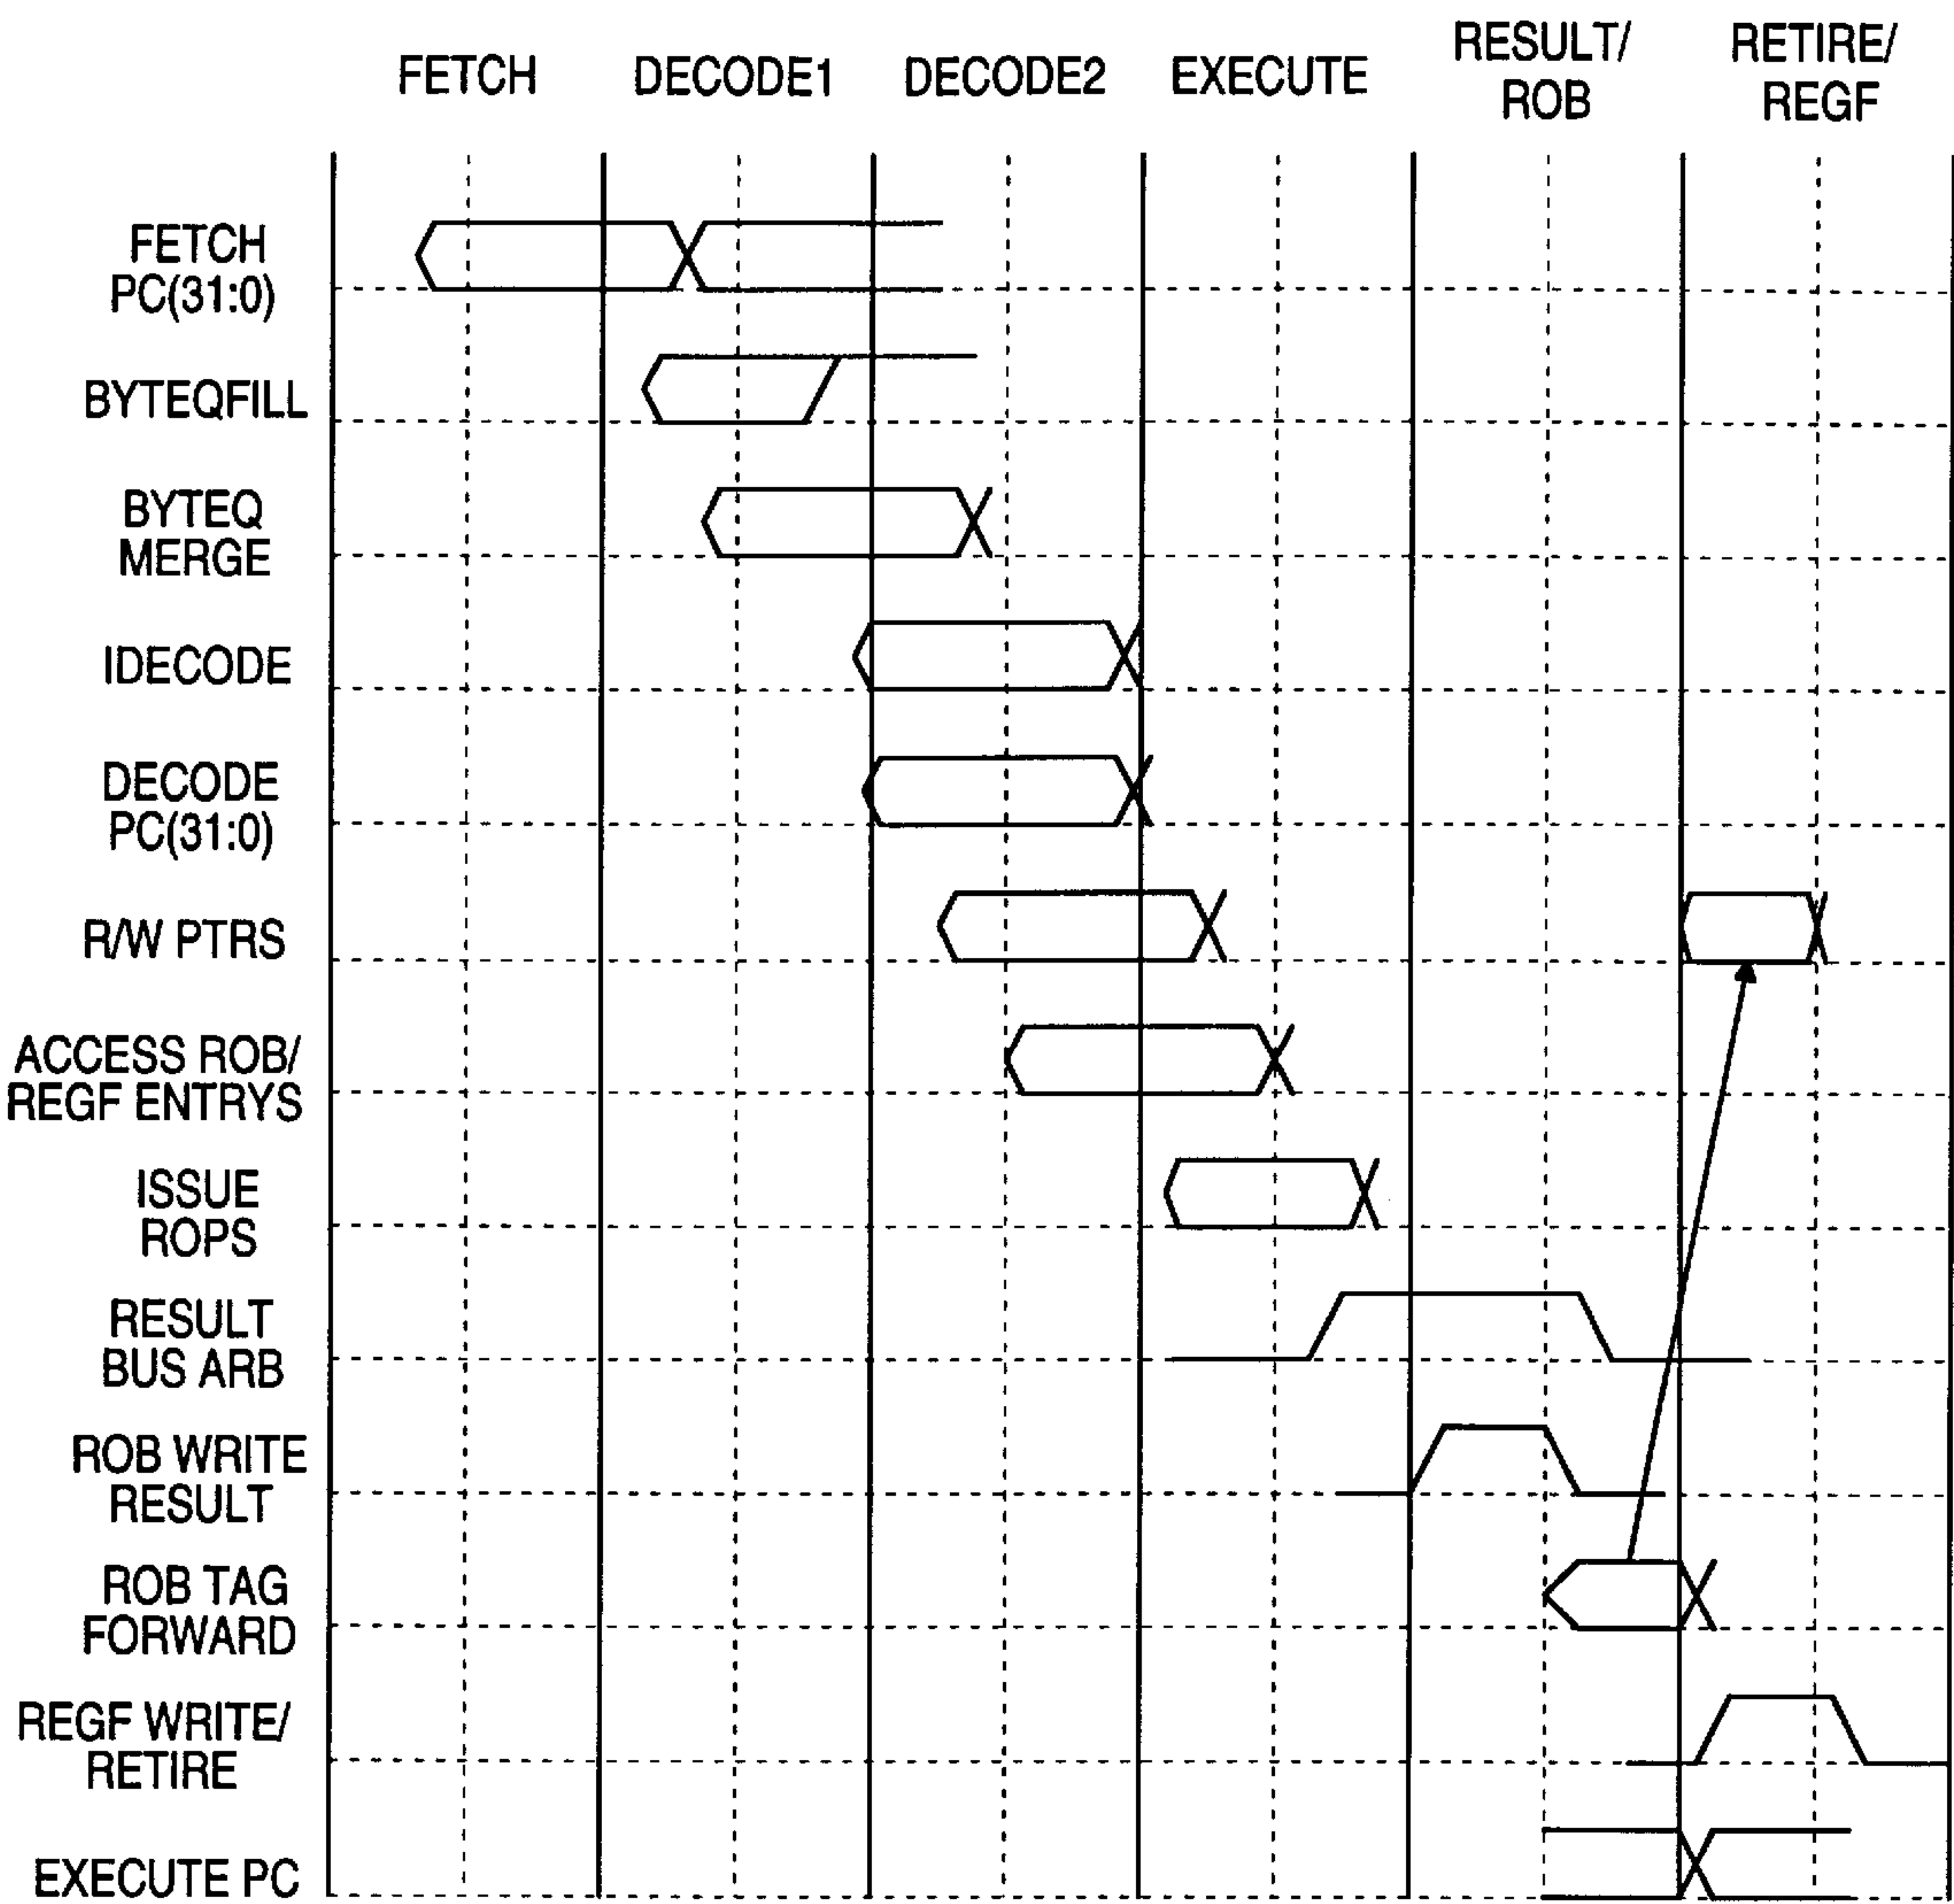 FETCH DECODE1 DECODE2 EXECUTE RESULT/ RETIRE/
ROB REGF
FETCH
PC(31:0)
BYTEQFILL
BYTEQ
MERGE
IDECODE
DECODE
PC(31:0)
R/W PTRS
ACCESS ROB/
REGF ENTRYS
ISSUE
ROPS
RESULT
BUS ARB
ROB WRITE
RESULT
ROB TAG
FORWARD
REGF WRITE/
RETIRE
EXECUTE PC